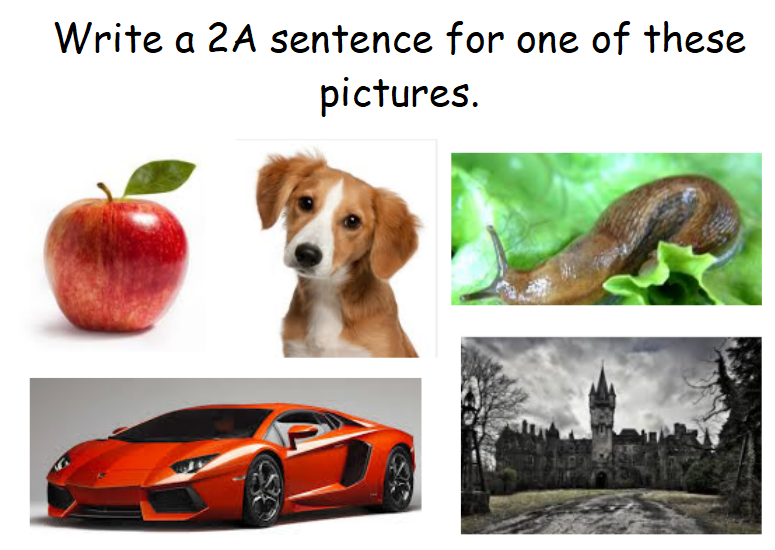 Write a 2A sentence for one of these
pictures.